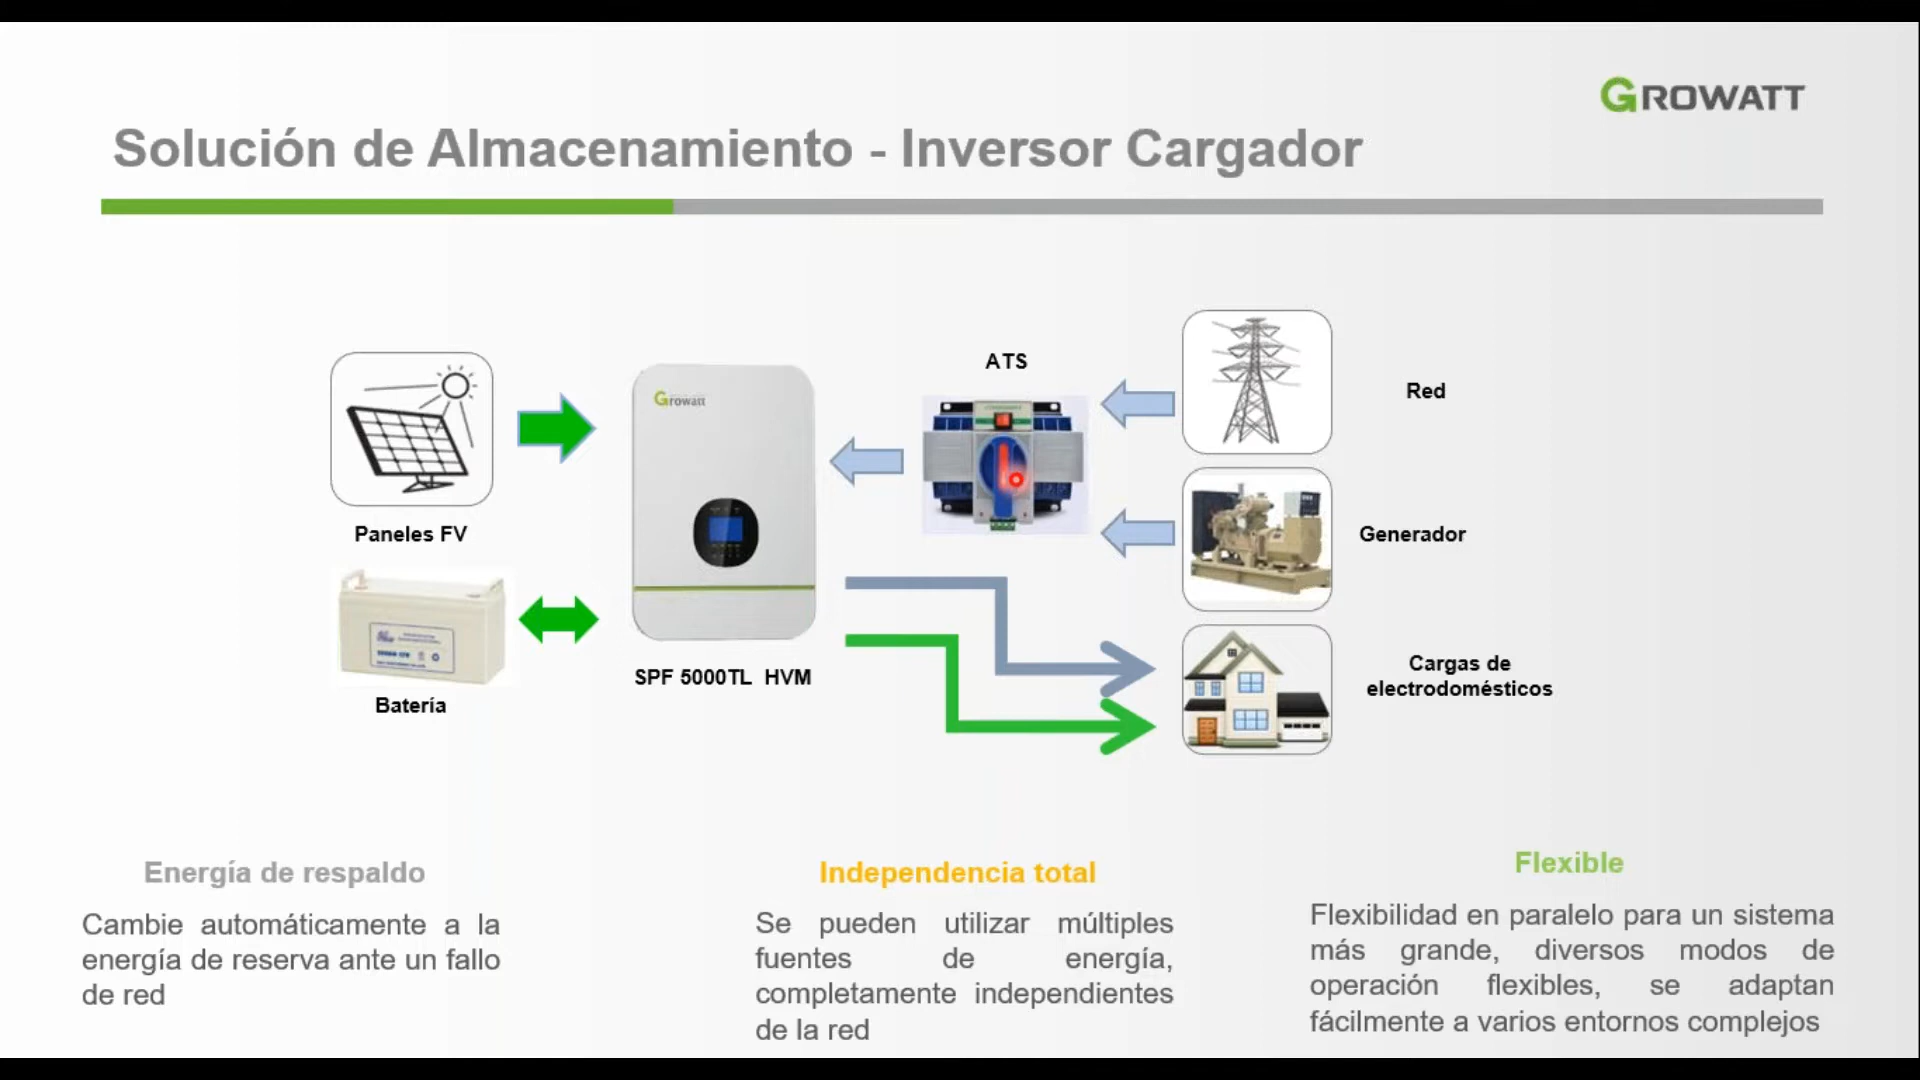 GROWATT
Solución de Almacenamiento - Inversor Cargador
ATS
Growatt
Red
Paneles FV
Generador
SPF 5000TL HVM
Batería
Cargas de
electrodomésticos
Energía de respaldo
Cambie automáticamente a la
energía de reserva ante un fallo
de red
Independencia total
Se pueden utilizar múltiples
fuentes de energía,
completamente independientes
de la red
Flexible
Flexibilidad en paralelo para un sistema
más grande, diversos modos de
operación flexibles, se adaptan
fácilmente a varios entornos complejos